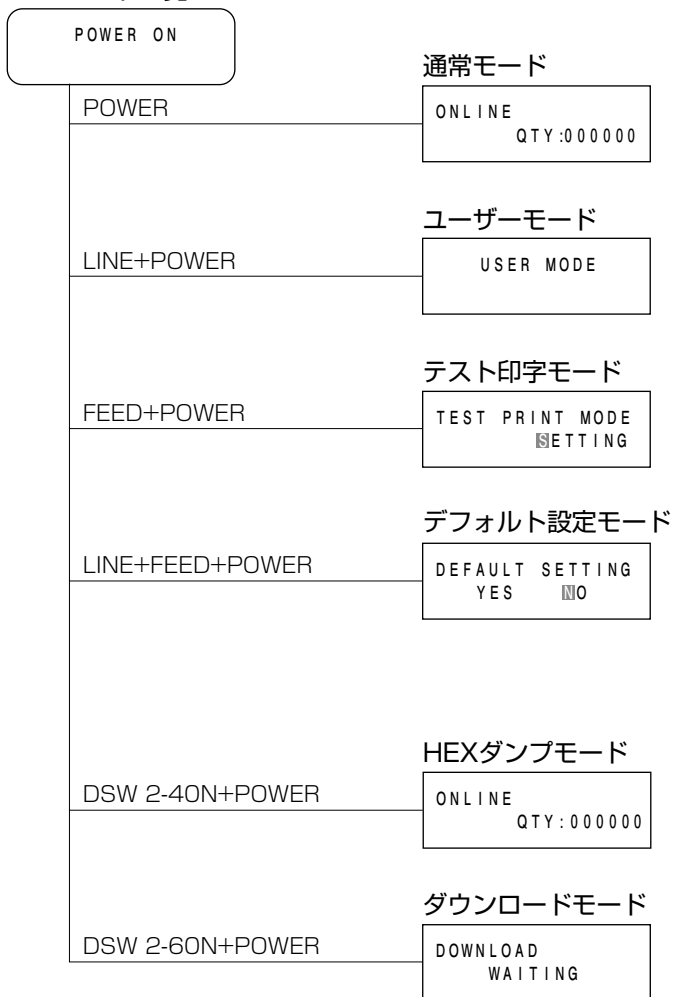 POWER ON
通常モード
POWER
ONLINE
QTY:000000
ユーザーモード
LINE+POWER
USER MODE
テスト印字モード
FEED+POWER
TEST PRINT MODE
SETTING
デフォルト設定モード
LINE+FEED+POWER
DEFAULT SETTING
YES NO
HEXダンプモード
DSW 2-4ON+POWER
ONLINE
QTY:000000
ダウンロードモード
DSW 2-6ON+POWER
DOWNLOAD
WAITING